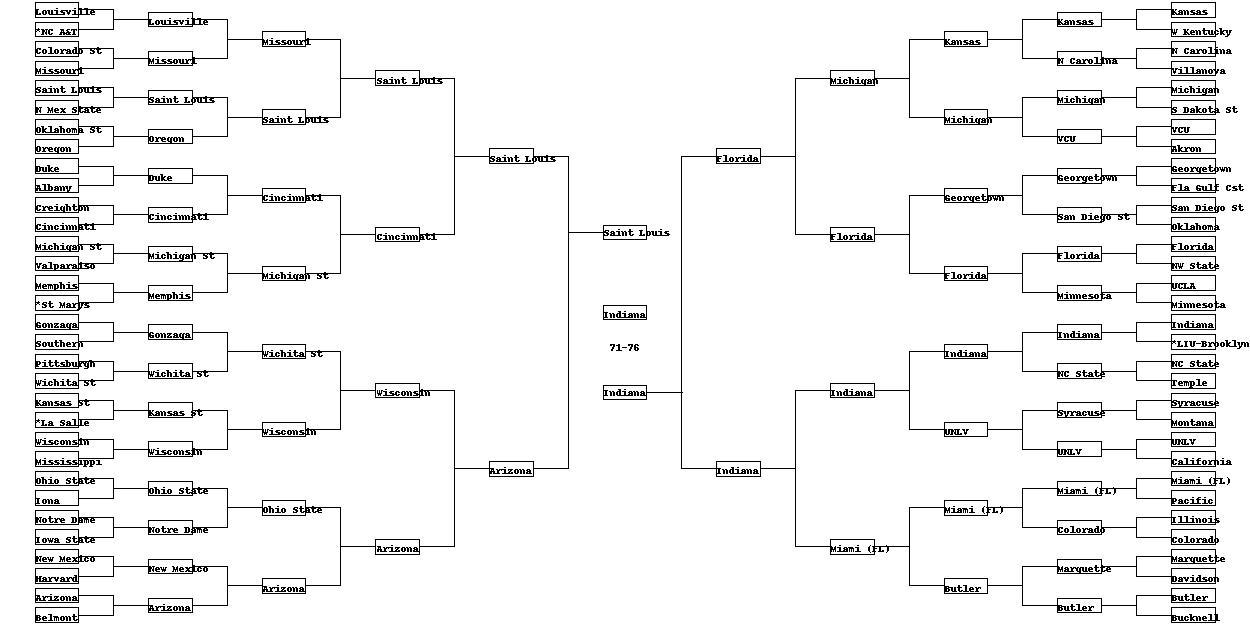 Louisville
*NC A&T
Colorado St
Missouri
Saint Louis
N Mex State
Oklahoma St
Oregon
Duke
Albany
Creighton
Cincinnati
Michigan St
Valparaiso
Memphis
*St Marys
Gonzaga
Southern
Pittsburgh
Wichita St
Kansas St
*La Salle
Wisconsin
Mississippi
Ohio State
Iona
Notre Dame
Iowa State
New Mexico
Harvard
Arizona
Belmont
Louisville
Missouri
Saint Louis
Oregon
Duke
Cincinnati
Michigan St
Memphis
Gonzaga
Wichita St
Kansas St
Wisconsin
Ohio State
Notre Dame
New Mexico
Arizona
Missouri
Saint Louis
Cincinnati
Michigan St
Wichita St
Wisconsin
Ohio State
Arizona
Saint Louis
Cincinnati
Wisconsin
Arizona
Saint Louis
Arizona
Saint Louis
Indiana
71-76
Indiana
Florida
Indiana
Michigan
Florida
Indiana
Miami (FL)
Kansas
Michigan
Georgetown
Florida
Indiana
UNLV
Miami (FL)
Butler
Kansas
N Carolina
Michigan
VCU
Georgetown
San Diego St
Florida
Minnesota
Indiana
NC State
Syracuse
UNLV
Miami (FL)
Colorado
Marquette
Butler
Kansas
W Kentucky
N Carolina
Villanova
Michigan
S Dakota St
VCU
Akron
Georgetown
Fla Gulf Cst
San Diego St
Oklahoma
Florida
NW State
UCLA
Minnesota
Indiana
*LIU-Brooklyn
NC State
Temple
Syracuse
Montana
UNLV
California
Miami (FL)
Pacific
Illinois
Colorado
Marquette
Davidson
Butler
Bucknell